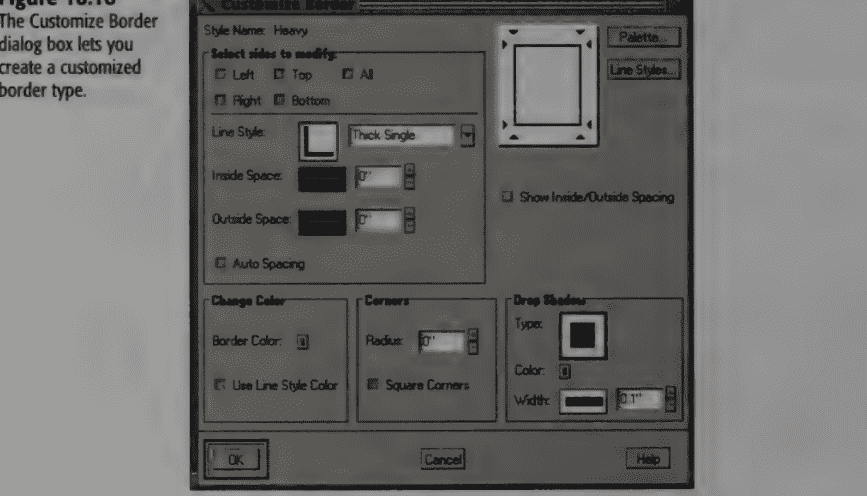 Figure 16.16
The Customize Border
dialog box lets you
create a customized
border type.
Customize Border
Style Name: Heavy
Select sides to modify:
Left Top All
Right Bottom
Line Style: Thick Single
Inside Space: 0"
Outside Space: 0"
Auto Spacing
Palette...
Line Styles...
Show Inside/Outside Spacing
Change Color
Border Color:
Use Line Style Color
Corners
Radius: 0"
Square Corners
Drop Shadow
Type:
Color:
Width: 0.1"
OK Cancel Help